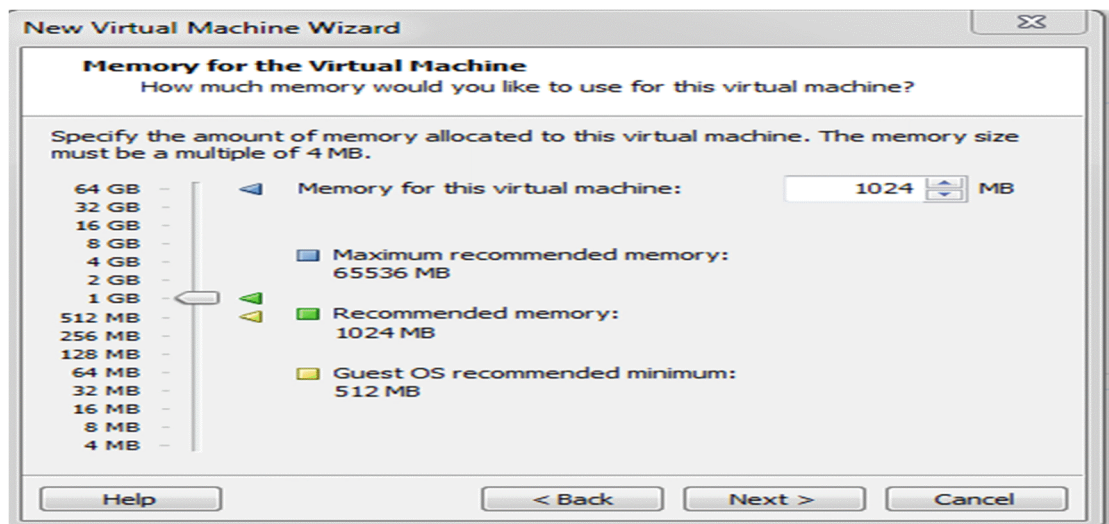 New Virtual Machine Wizard
Memory for the Virtual Machine
How much memory would you like to use for this virtual machine?
Specify the amount of memory allocated to this virtual machine. The memory size
must be a multiple of 4 MB.
64 GB
Memory for this virtual machine: 1024 MB
32 GB
16 GB
8 GB
4 GB
2 GB
1 GB
512 MB
256 MB
128 MB
64 MB
32 MB
16 MB
8 MB
4 MB
Maximum recommended memory:
65536 MB
Recommended memory:
1024 MB
Guest OS recommended minimum:
512 MB
Help
< Back
Next >
Cancel